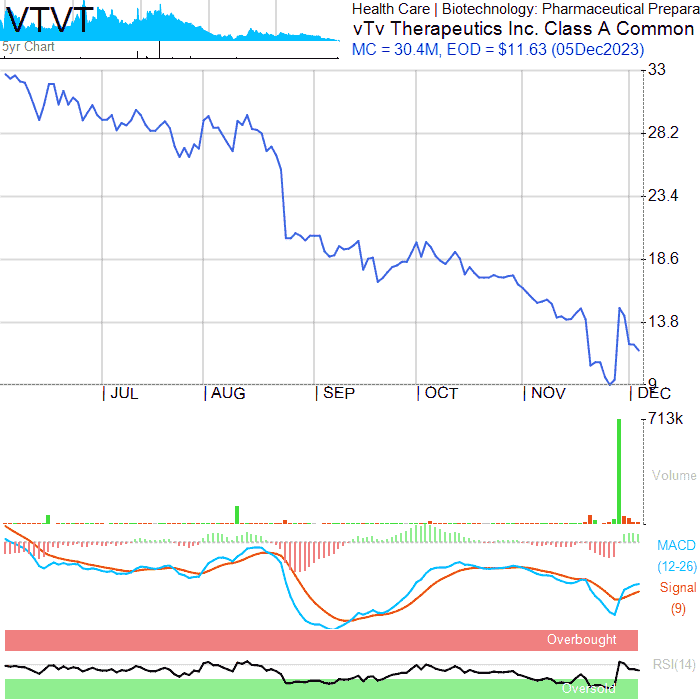 VTVT
5yr Chart
Health Care | Biotechnology: Pharmaceutical Prepara
vTv Therapeutics Inc. Class A Common
MC = 30.4M, EOD = $11.63 (05Dec2023)
33
28.2
23.4
18.6
13.8
9
JUL AUG SEP OCT NOV DEC
713k
Volume
MACD
(12-26)
Signal
(9)
Overbought
RSI(14)
Oversold